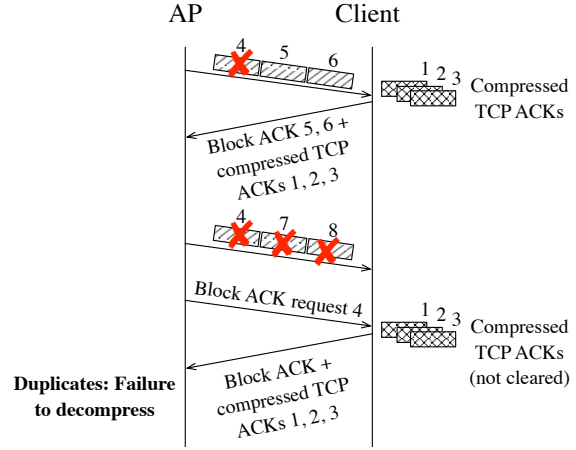 AP
Client
4
5
6
1
2
3
Compressed
TCP ACKs
Block ACK 5, 6 +
compressed TCP
ACKs 1, 2, 3
4
7
8
Block ACK request 4
1
2
3
Compressed
TCP ACKs
(not cleared)
Duplicates: Failure
to decompress
Block ACK +
compressed TCP
ACKs 1, 2, 3